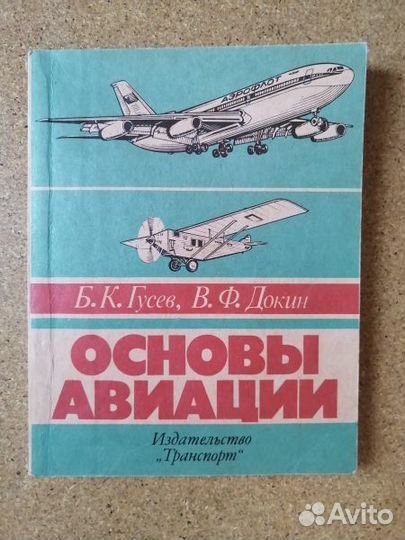 АЭРОФЛОТ
Б. К. Гусев, В. Ф. Докин
ОСНОВЫ
АВИАЦИИ
Издательство
„Транспорт“
Avito